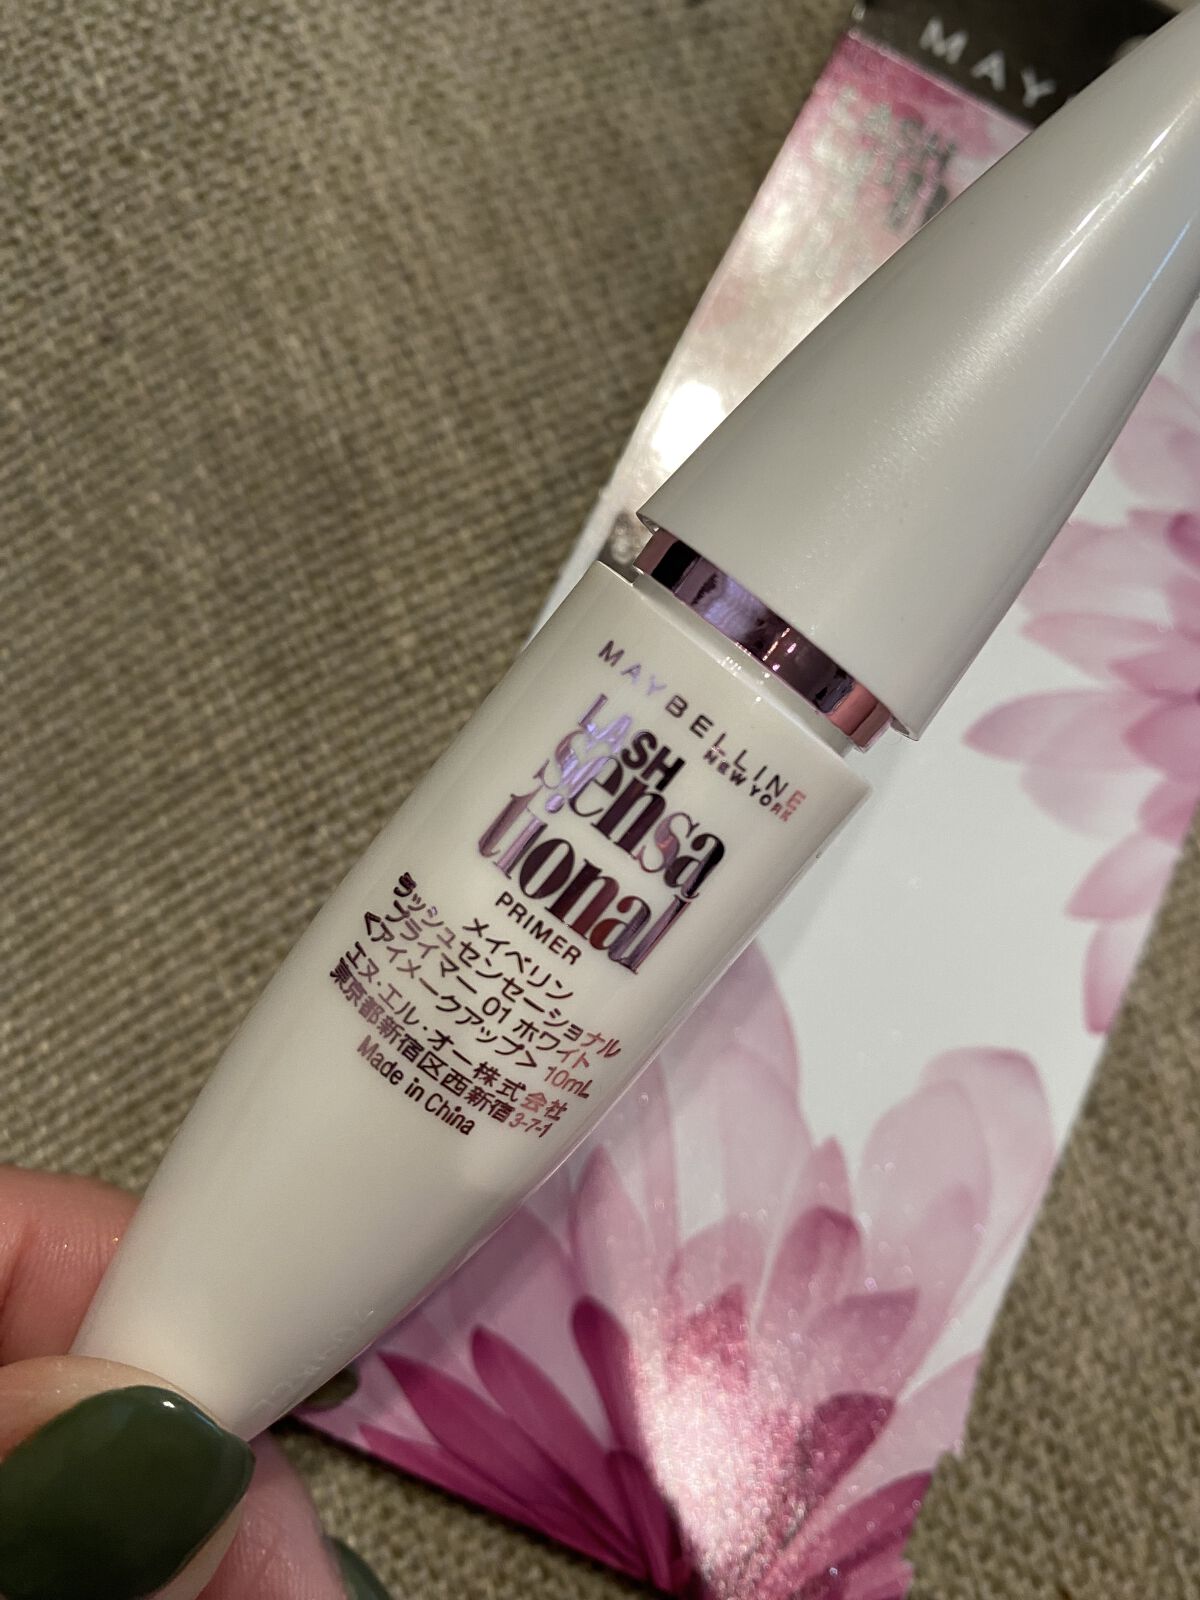 MAY
LASH
MAYBELLINE
NEW YORK
LASH
sensa
tional
PRIMER
メイベリン
ラッシュセンセーショナル
プライマー 01 ホワイト
<アイメークアップ> 10mL
エヌ・エル・オー株式会社
東京都新宿区西新宿3-7-1
Made in China